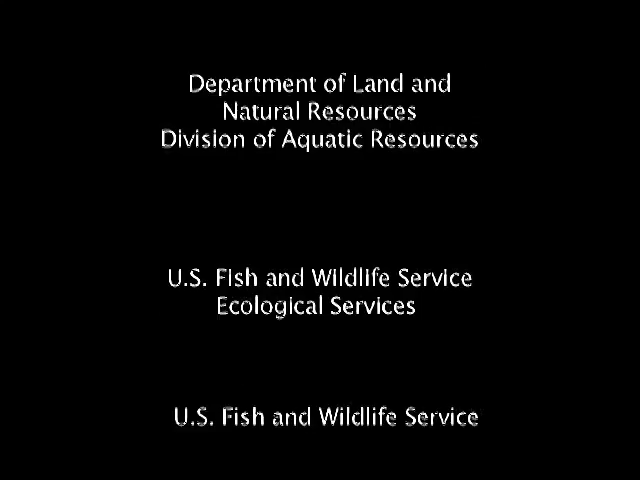 Department of Land and
Natural Resources
Division of Aquatic Resources
U.S. Fish and Wildlife Service
Ecological Services
U.S. Fish and Wildlife Service